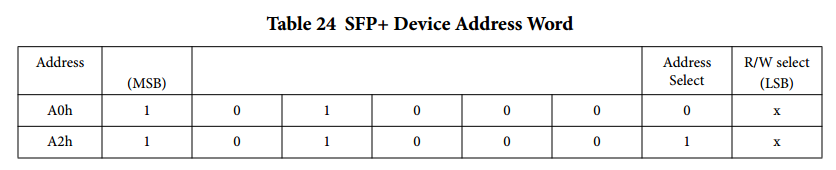 Table 24 SFP+ Device Address Word
Address (MSB) Address Select R/W select (LSB)
A0h 1 0 1 0 0 0 0 x
A2h 1 0 1 0 0 0 1 x